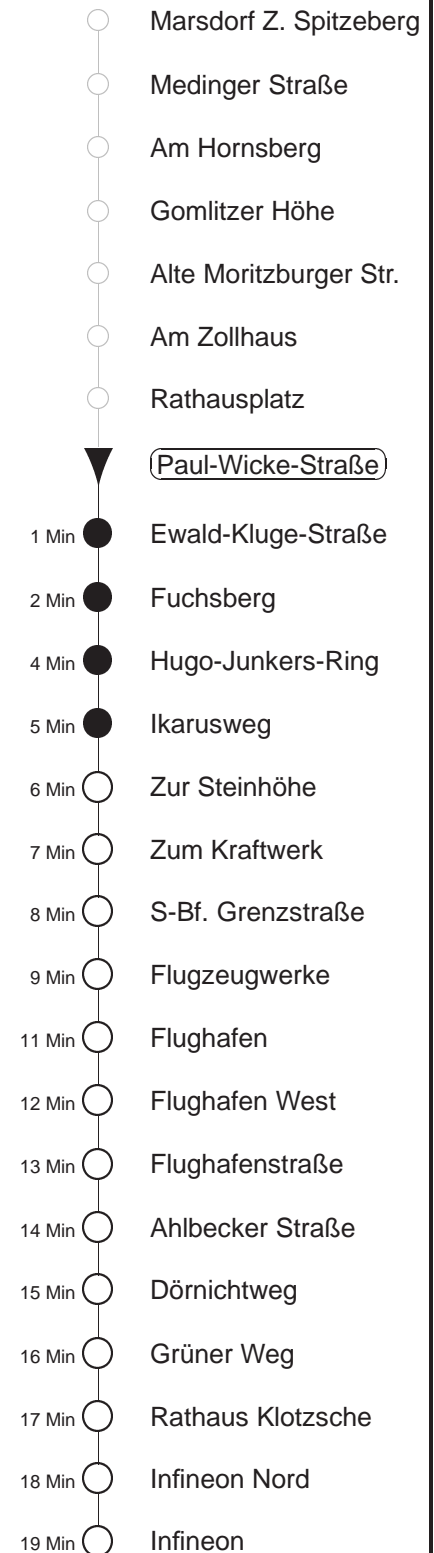 Marsdorf Z. Spitzeberg
Medinger Straße
Am Hornsberg
Gomlitzer Höhe
Alte Moritzburger Str.
Am Zollhaus
Rathausplatz
Paul-Wicke-Straße
1 Min Ewald-Kluge-Straße
2 Min Fuchsberg
4 Min Hugo-Junkers-Ring
5 Min Ikarusweg
6 Min Zur Steinhöhe
7 Min Zum Kraftwerk
8 Min S-Bf. Grenzstraße
9 Min Flugzeugwerke
11 Min Flughafen
12 Min Flughafen West
13 Min Flughafenstraße
14 Min Ahlbecker Straße
15 Min Dörnichtweg
16 Min Grüner Weg
17 Min Rathaus Klotzsche
18 Min Infineon Nord
19 Min Infineon